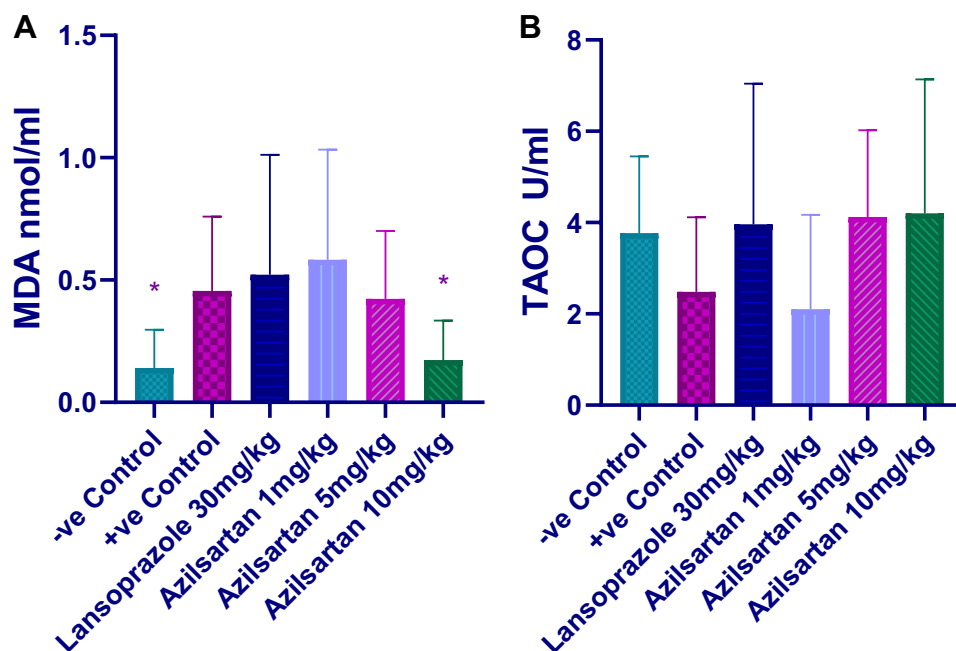 A
MDA nmol/ml
1.5
1.0
0.5
0.0
*
*
-ve Control
+ve Control
Lansoprazole 30mg/kg
Azilsartan 1mg/kg
Azilsartan 5mg/kg
Azilsartan 10mg/kg
B
TAOC U/ml
8
6
4
2
0
-ve Control
+ve Control
Lansoprazole 30mg/kg
Azilsartan 1mg/kg
Azilsartan 5mg/kg
Azilsartan 10mg/kg